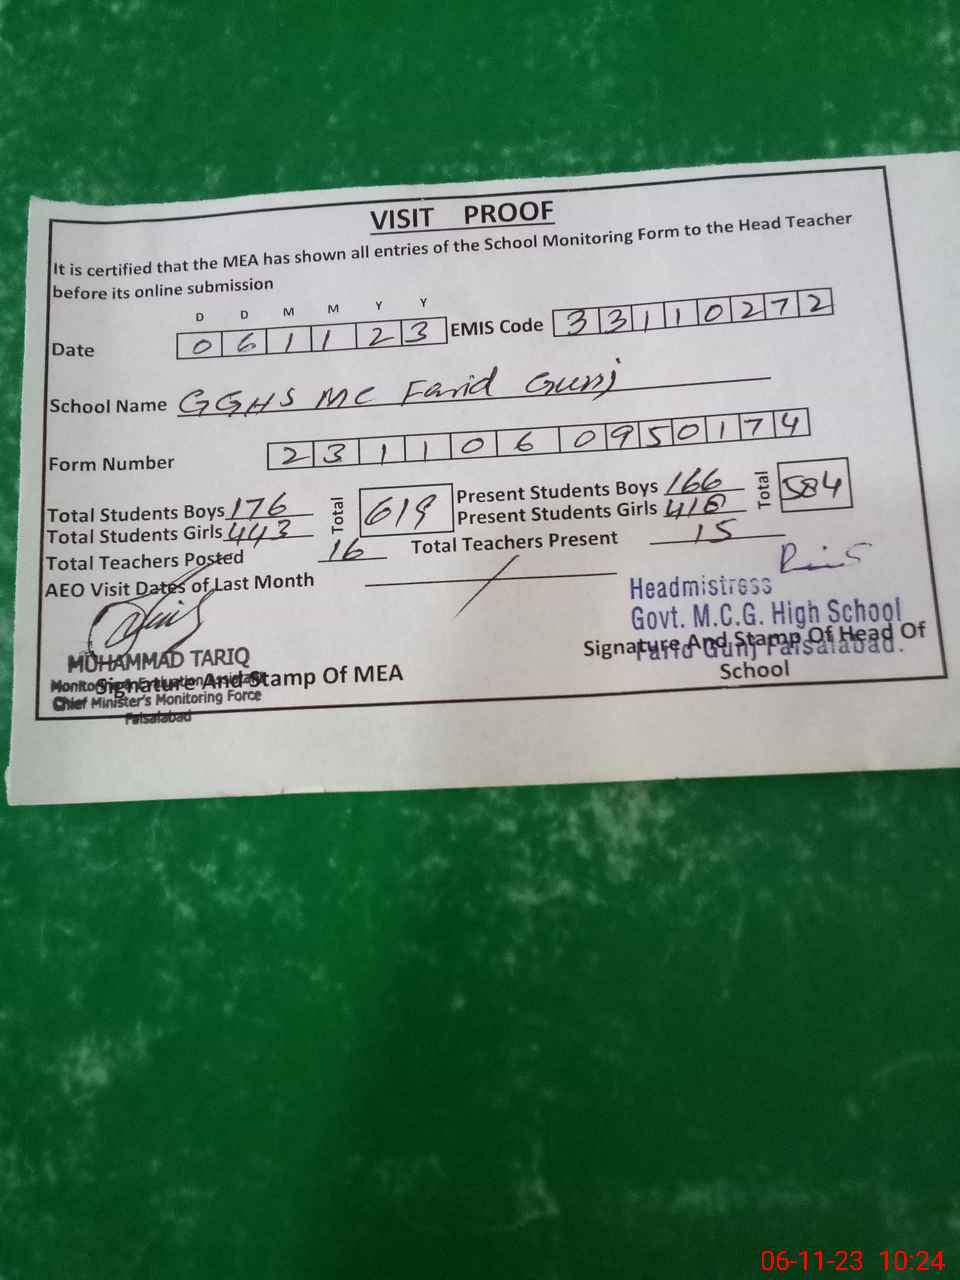 VISIT PROOF
It is certified that the MEA has shown all entries of the School Monitoring Form to the Head Teacher
before its online submission
D D M M Y Y
Date 0 6 1 1 2 3 EMIS Code 3 3 1 1 0 2 7 2
School Name GGHS MC Farid Gunj
Form Number 2 3 1 1 0 6 0 9 5 0 1 7 4
Total Students Boys 176 Total 619 Present Students Boys 166 Total 584
Total Students Girls 443 Present Students Girls 418
Total Teachers Posted 16 Total Teachers Present 15
AEO Visit Dates of Last Month
Headmistress
Govt. M.C.G. High School
Farid Gunj Faisalabad.
Signature And Stamp Of Head Of
School
MUHAMMAD TARIQ
Monitoring Evaluation Assistant
Signature And Stamp Of MEA
Chief Minister's Monitoring Force
Faisalabad
06-11-23 10:24